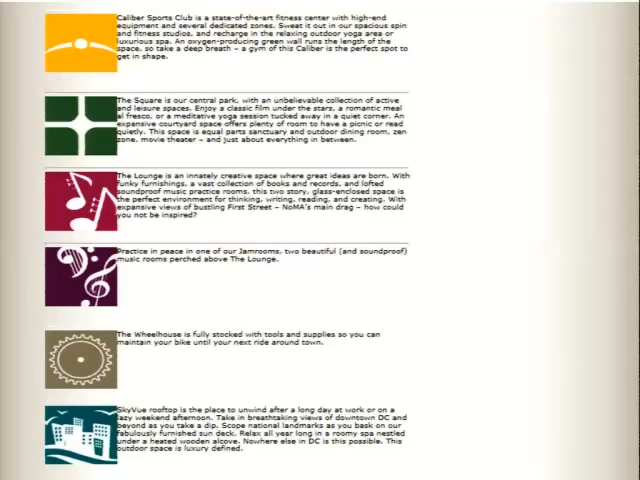 Caliber Sports Club is a state-of-the-art fitness center with high-end
equipment and several dedicated zones. Sweat it out in our spacious spin
and fitness studios, and recharge in the relaxing outdoor yoga area or
luxurious spa. An oxygen-producing green wall runs the length of the
space, so take a deep breath – a gym of this Caliber is the perfect spot to
get in shape.
The Square is our central park, with an unbelievable collection of active
and leisure spaces. Enjoy a classic film under the stars, a romantic meal
al fresco, or a meditative yoga session tucked away in a quiet corner. An
expansive courtyard space offers plenty of room to have a picnic or read
quietly. This space is equal parts sanctuary and outdoor dining room, zen
zone, movie theater – and just about everything in between.
The Lounge is an innately creative space where great ideas are born. With
funky furnishings, a vast collection of books and records, and lofted
soundproof music practice rooms, this two story, glass-enclosed space is
the perfect environment for thinking, writing, reading, and creating. With
expansive views of bustling First Street – NoMA's main drag – how could
you not be inspired?
Practice in peace in one of our Jamrooms, two beautiful (and soundproof)
music rooms perched above The Lounge.
The Wheelhouse is fully stocked with tools and supplies so you can
maintain your bike until your next ride around town.
SkyVue rooftop is the place to unwind after a long day at work or on a
lazy weekend afternoon. Take in breathtaking views of downtown DC and
beyond as you take a dip. Scope national landmarks as you bask on our
fabulously furnished sun deck. Relax all year long in a roomy spa nestled
under a heated wooden alcove. Nowhere else in DC is this possible. This
outdoor space is luxury defined.